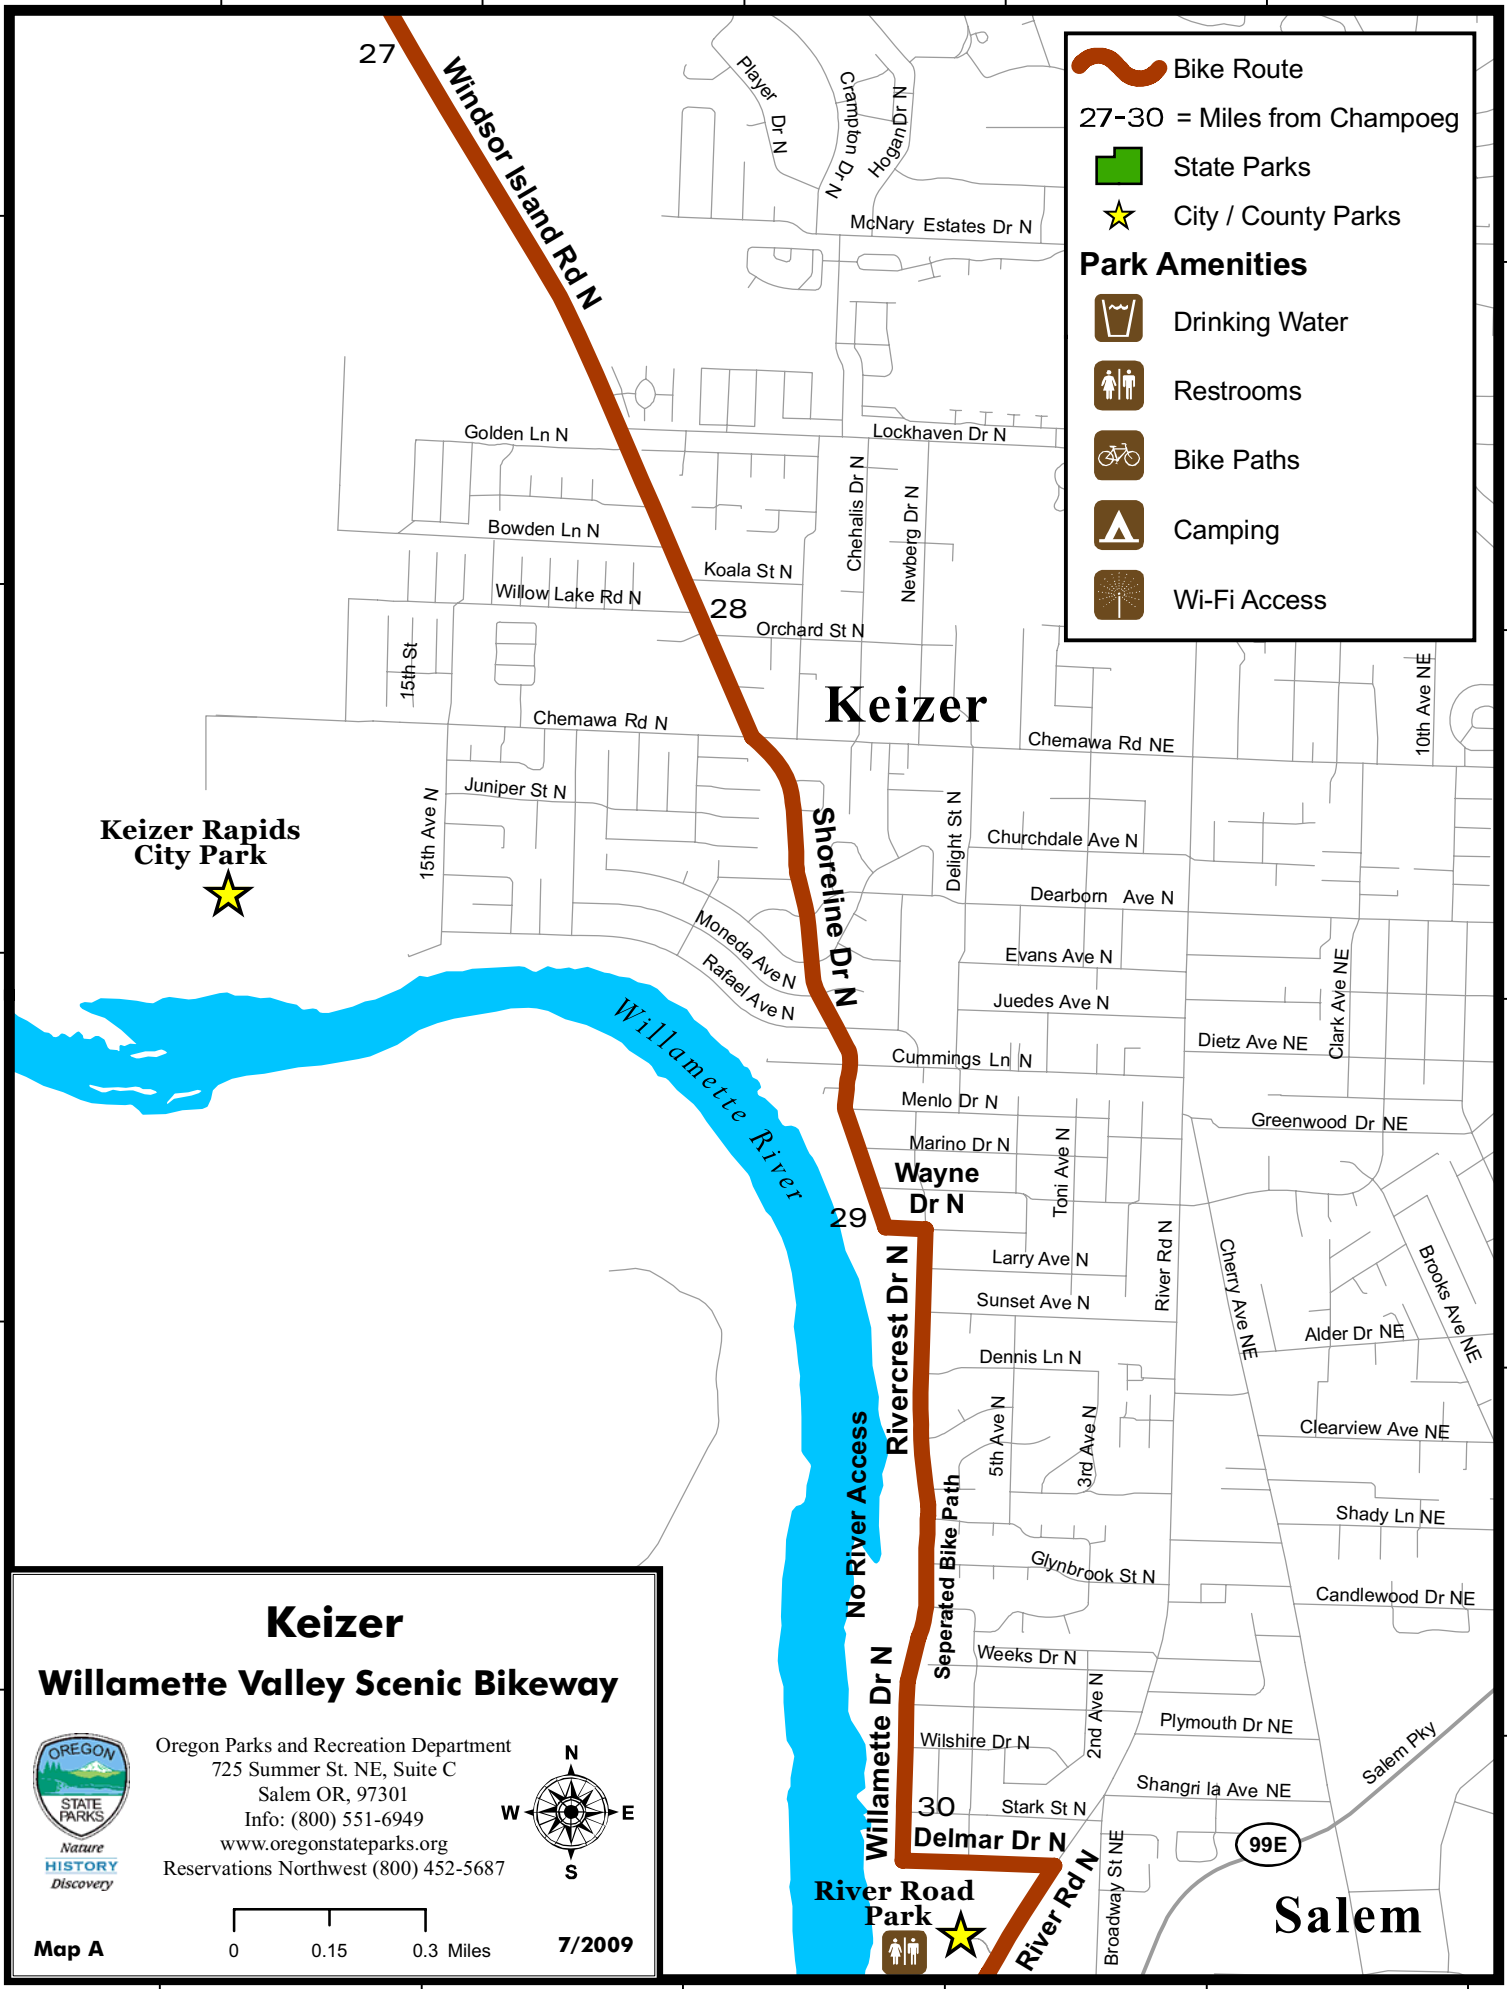 27
Windsor Island Rd N
Player Dr N
Crampton Dr N
Hogan Dr N
McNary Estates Dr N
Bike Route
27-30 = Miles from Champoeg
State Parks
City / County Parks
Park Amenities
Drinking Water
Restrooms
Bike Paths
Camping
Wi-Fi Access
Golden Ln N
Lockhaven Dr N
Chehalis Dr N
Newberg Dr N
Bowden Ln N
Koala St N
Willow Lake Rd N
28
Orchard St N
15th St
Keizer
10th Ave NE
Chemawa Rd N
Chemawa Rd NE
Juniper St N
15th Ave N
Keizer Rapids
City Park
Shoreline Dr N
Delight St N
Churchdale Ave N
Dearborn Ave N
Moneda Ave N
Rafael Ave N
Evans Ave N
Juedes Ave N
Clark Ave NE
Dietz Ave NE
Willamette River
Cummings Ln N
Menlo Dr N
Greenwood Dr NE
Marino Dr N
Toni Ave N
Wayne
Dr N
29
Rivercrest Dr N
Larry Ave N
River Rd N
Cherry Ave NE
Brooks Ave NE
Sunset Ave N
Alder Dr NE
Dennis Ln N
5th Ave N
3rd Ave N
Clearview Ave NE
No River Access
Seperated Bike Path
Shady Ln NE
Glynbrook St N
Candlewood Dr NE
Willamette Dr N
Weeks Dr N
2nd Ave N
Wilshire Dr N
Plymouth Dr NE
Salem Pky
Shangri la Ave NE
30
Stark St N
Delmar Dr N
99E
River Rd N
Broadway St NE
River Road
Park
Salem
Keizer
Willamette Valley Scenic Bikeway
OREGON
STATE
PARKS
Nature
HISTORY
Discovery
Oregon Parks and Recreation Department
725 Summer St. NE, Suite C
Salem OR, 97301
Info: (800) 551-6949
www.oregonstateparks.org
Reservations Northwest (800) 452-5687
N
W E
S
Map A
0 0.15 0.3 Miles
7/2009